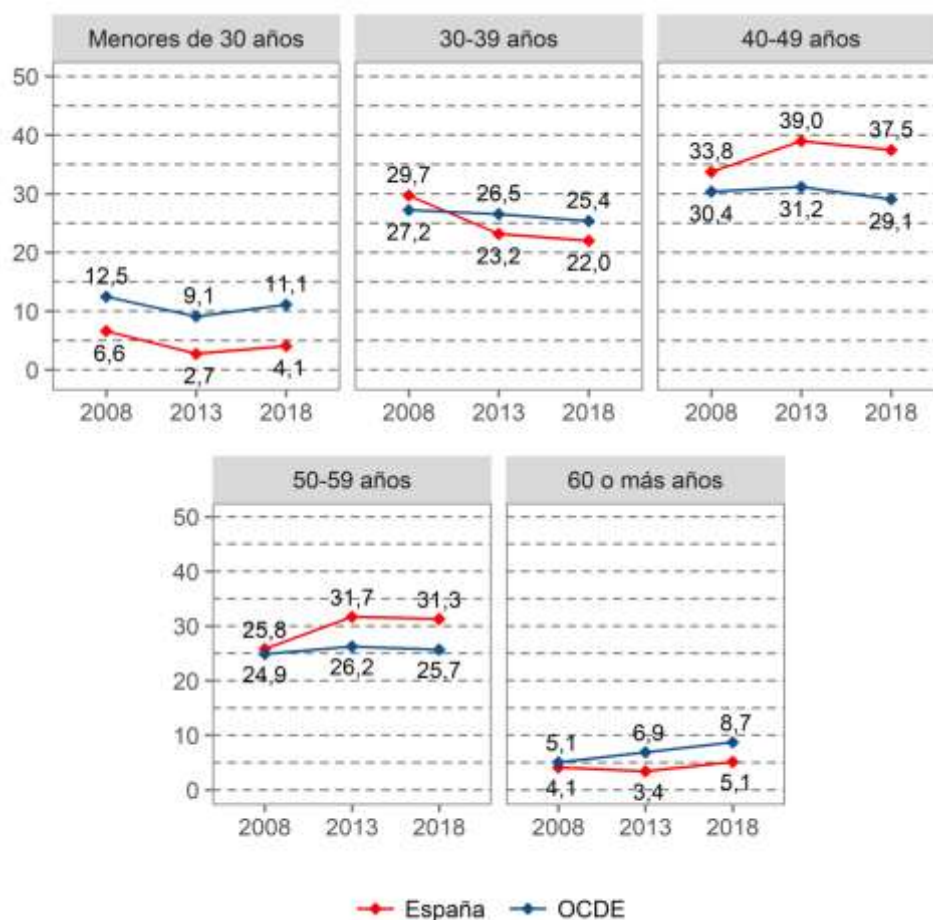 Menores de 30 años 30-39 años 40-49 años
50
40
30
20
10
0
12,5 9,1 11,1
6,6 2,7 4,1
29,7 26,5 25,4
27,2 23,2 22,0
33,8 39,0 37,5
30,4 31,2 29,1
2008 2013 2018 2008 2013 2018 2008 2013 2018
50-59 años 60 o más años
50
40
30
20
10
0
25,8 31,7 31,3
24,9 26,2 25,7
5,1 6,9 8,7
4,1 3,4 5,1
2008 2013 2018 2008 2013 2018
España OCDE